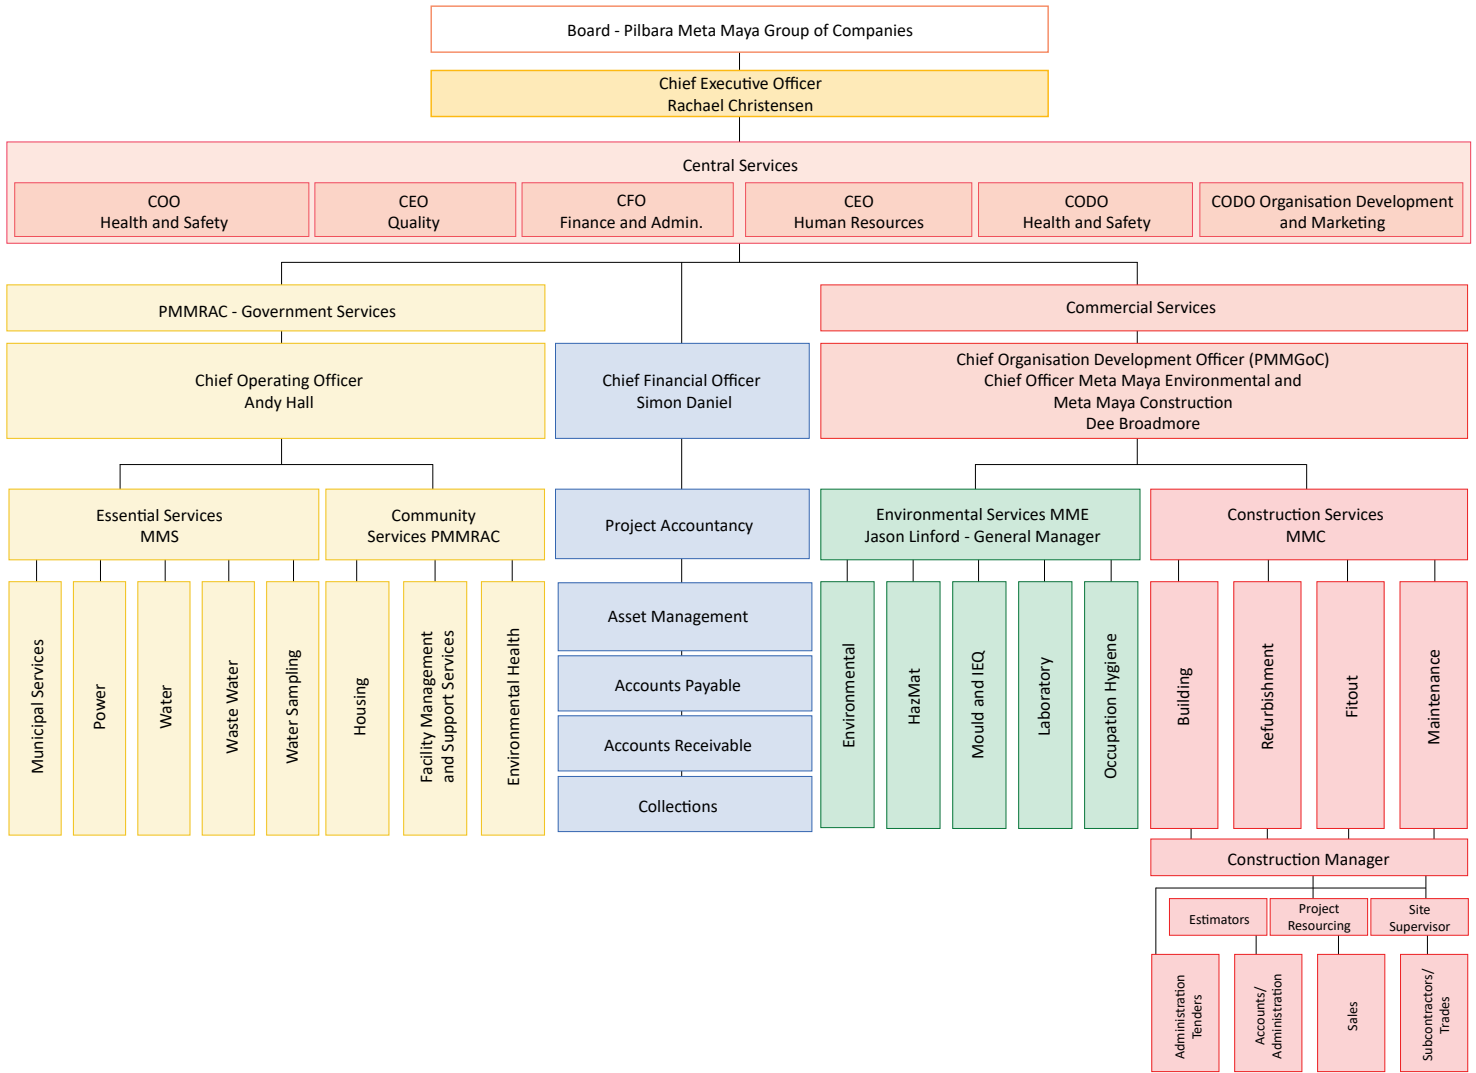 Board - Pilbara Meta Maya Group of Companies
Chief Executive Officer
Rachael Christensen
Central Services
COO
Health and Safety
CEO
Quality
CFO
Finance and Admin.
CEO
Human Resources
CODO
Health and Safety
CODO Organisation Development
and Marketing
PMMRAC - Government Services
Commercial Services
Chief Operating Officer
Andy Hall
Chief Financial Officer
Simon Daniel
Chief Organisation Development Officer (PMMGoC)
Chief Officer Meta Maya Environmental and
Meta Maya Construction
Dee Broadmore
Essential Services
MMS
Community
Services PMMRAC
Project Accountancy
Environmental Services MME
Jason Linford - General Manager
Construction Services
MMC
Municipal Services
Power
Water
Waste Water
Water Sampling
Housing
Facility Management
and Support Services
Environmental Health
Asset Management
Accounts Payable
Accounts Receivable
Collections
Environmental
HazMat
Mould and IEQ
Laboratory
Occupation Hygiene
Building
Refurbishment
Fitout
Maintenance
Construction Manager
Estimators
Project
Resourcing
Site
Supervisor
Administration
Tenders
Accounts/
Administration
Sales
Subcontractors/
Trades